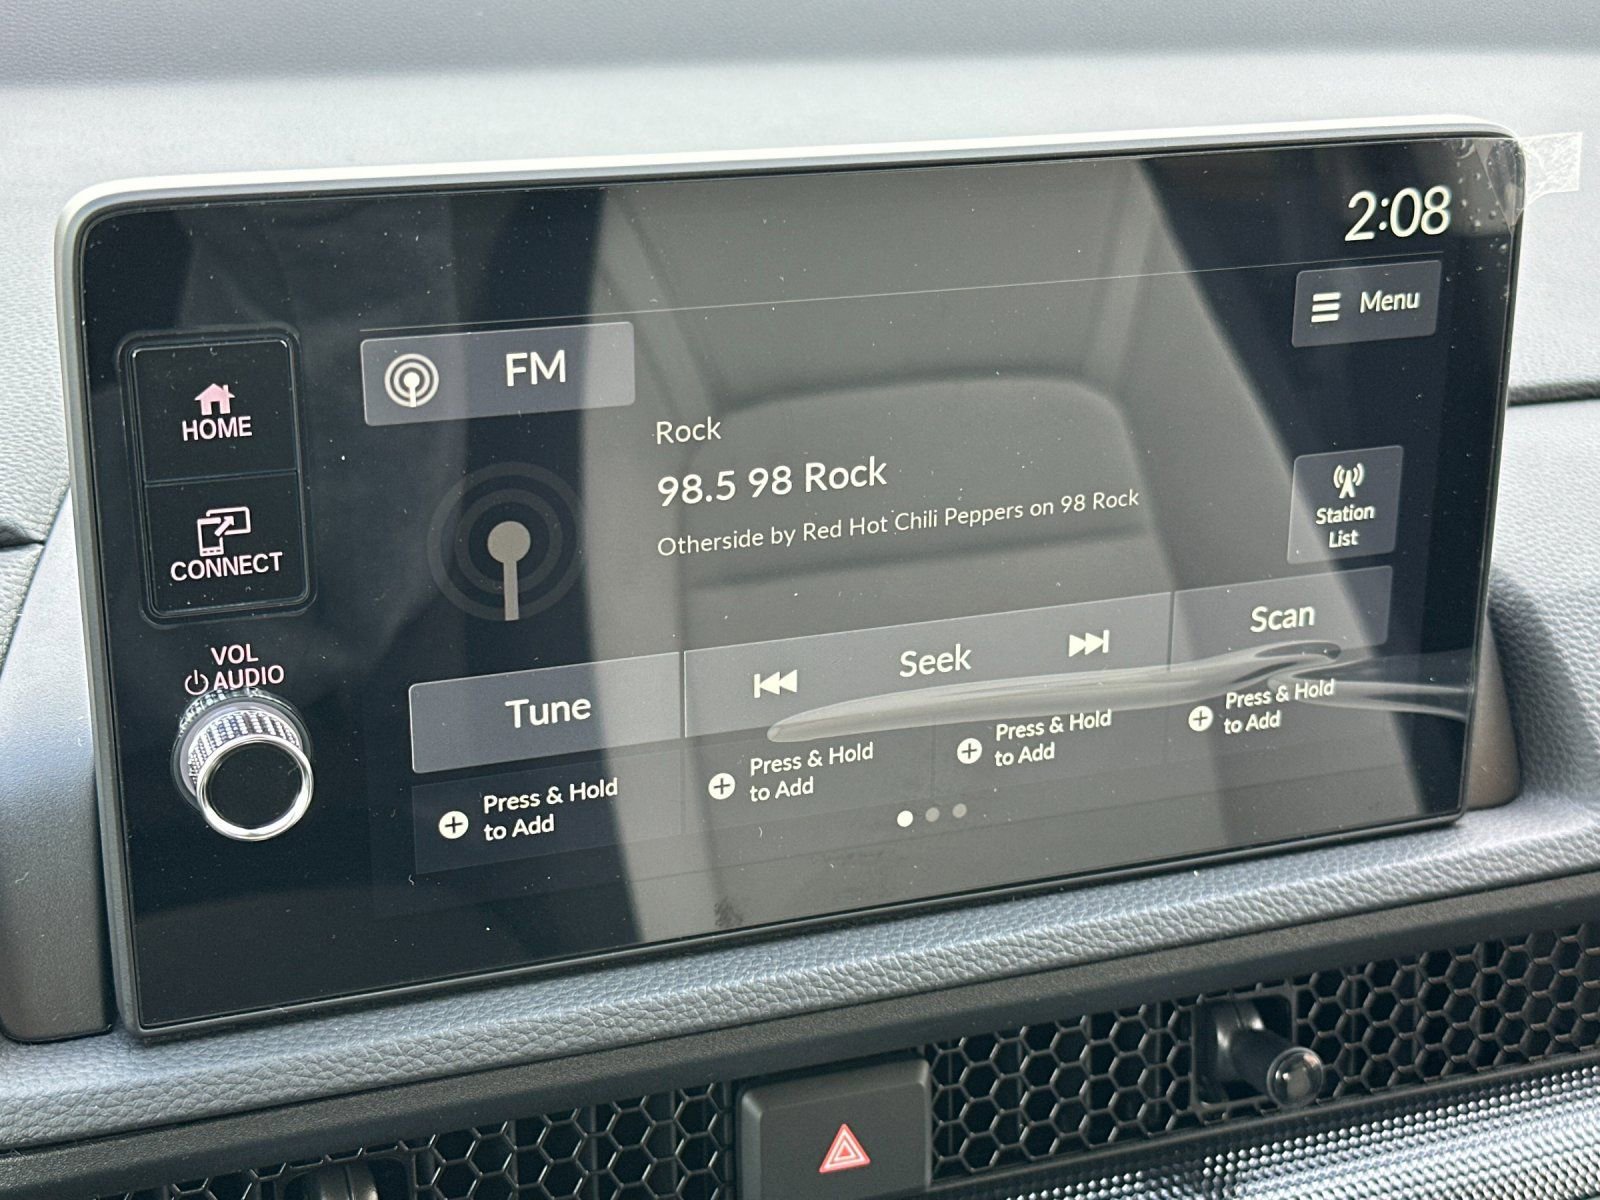 2:08
Menu
FM
HOME
Rock
98.5 98 Rock
Otherside by Red Hot Chili Peppers on 98 Rock
Station
List
CONNECT
VOL
AUDIO
Tune
Seek
Scan
Press & Hold
to Add
Press & Hold
to Add
Press & Hold
to Add
Press & Hold
to Add